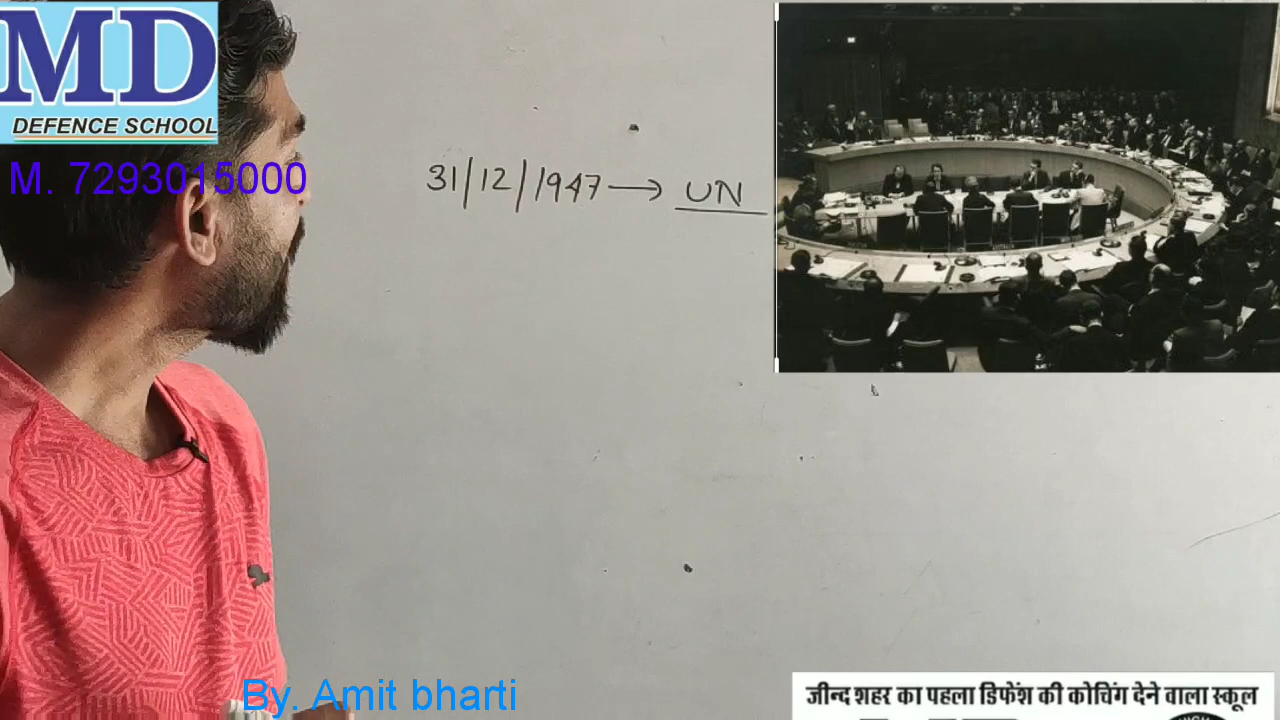 MD
DEFENCE SCHOOL
M. 7293015000
31/12/1947 → UN
By. Amit bharti
जीन्द शहर का पहला डिफेंश की कोचिंग देने वाला स्कूल